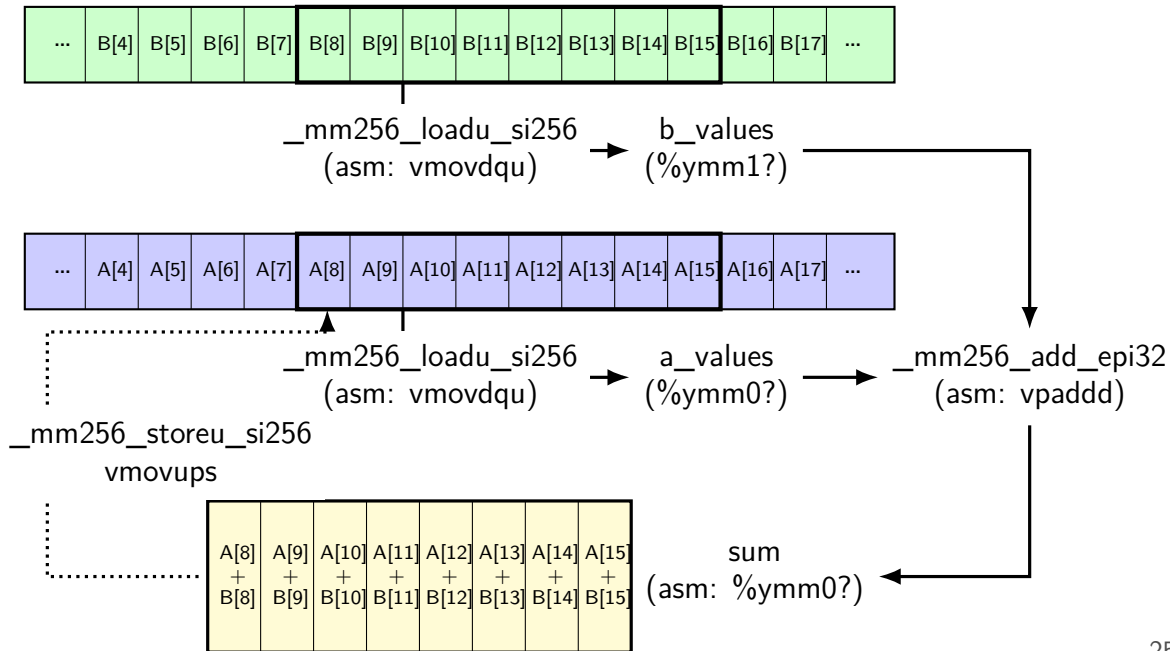 ... B[4] B[5] B[6] B[7] B[8] B[9] B[10] B[11] B[12] B[13] B[14] B[15] B[16] B[17] ...
_mm256_loadu_si256
(asm: vmovdqu)
b_values
(%ymm1?)
... A[4] A[5] A[6] A[7] A[8] A[9] A[10] A[11] A[12] A[13] A[14] A[15] A[16] A[17] ...
_mm256_loadu_si256
(asm: vmovdqu)
a_values
(%ymm0?)
_mm256_add_epi32
(asm: vpaddd)
_mm256_storeu_si256
vmovups
A[8] A[9] A[10] A[11] A[12] A[13] A[14] A[15]
+ + + + + + + +
B[8] B[9] B[10] B[11] B[12] B[13] B[14] B[15]
sum
(asm: %ymm0?)
25